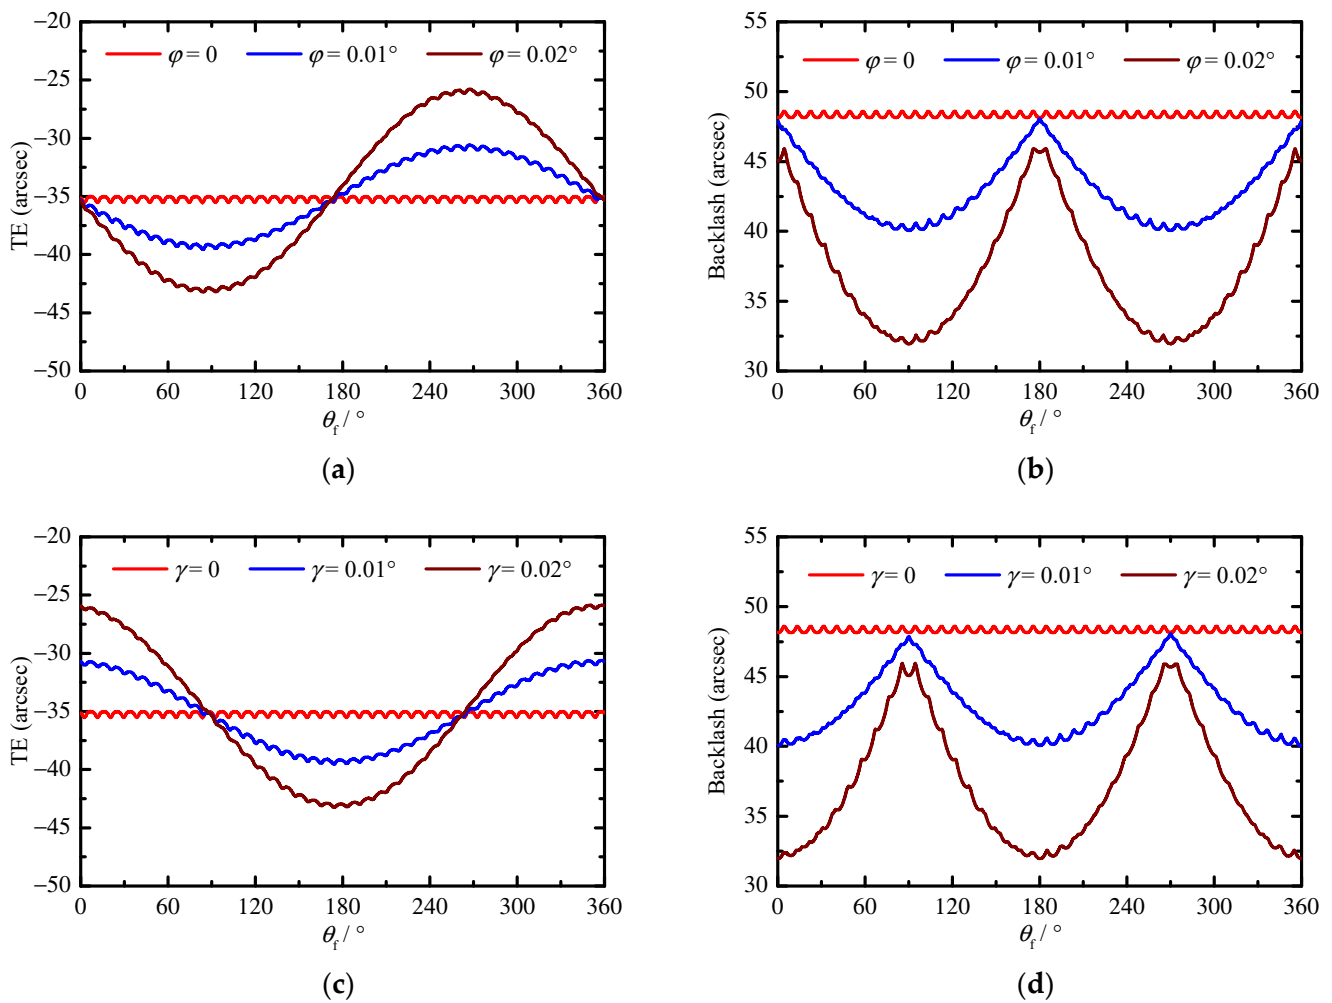 −20
−25
−30
−35
−40
−45
−50
TE (arcsec)
φ = 0
φ = 0.01°
φ = 0.02°
0 60 120 180 240 300 360
θf / °
(a)
55
50
45
40
35
30
Backlash (arcsec)
φ = 0
φ = 0.01°
φ = 0.02°
0 60 120 180 240 300 360
θf / °
(b)
−20
−25
−30
−35
−40
−45
−50
TE (arcsec)
γ = 0
γ = 0.01°
γ = 0.02°
0 60 120 180 240 300 360
θf / °
(c)
55
50
45
40
35
30
Backlash (arcsec)
γ = 0
γ = 0.01°
γ = 0.02°
0 60 120 180 240 300 360
θf / °
(d)